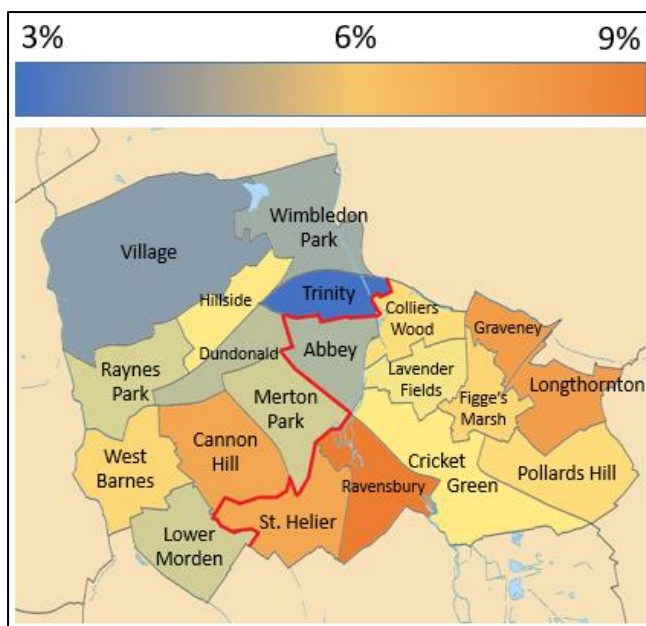 3% 6% 9%
Wimbledon
Park
Village
Trinity
Hillside
Colliers
Wood
Graveney
Dundonald
Abbey
Raynes
Park
Lavender
Fields
Longthornton
Merton
Park
Figge's
Marsh
Cannon
Hill
West
Barnes
Cricket
Green
Pollards Hill
Ravensbury
St. Helier
Lower
Morden